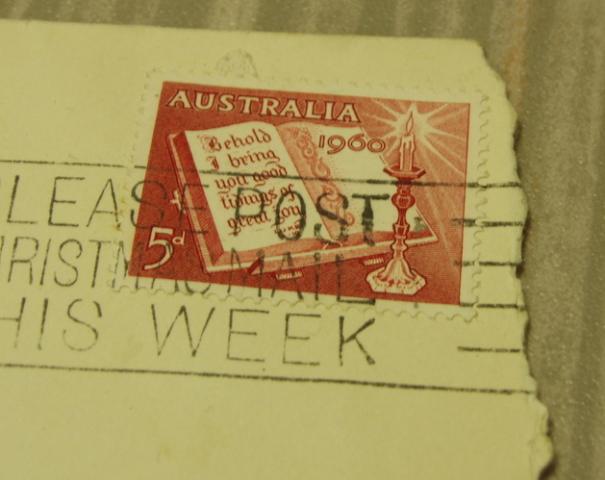 AUSTRALIA
1960
Behold
I bring
you good
tidings of
great joy
5d
PLEASE POST
CHRISTMAS MAIL
THIS WEEK